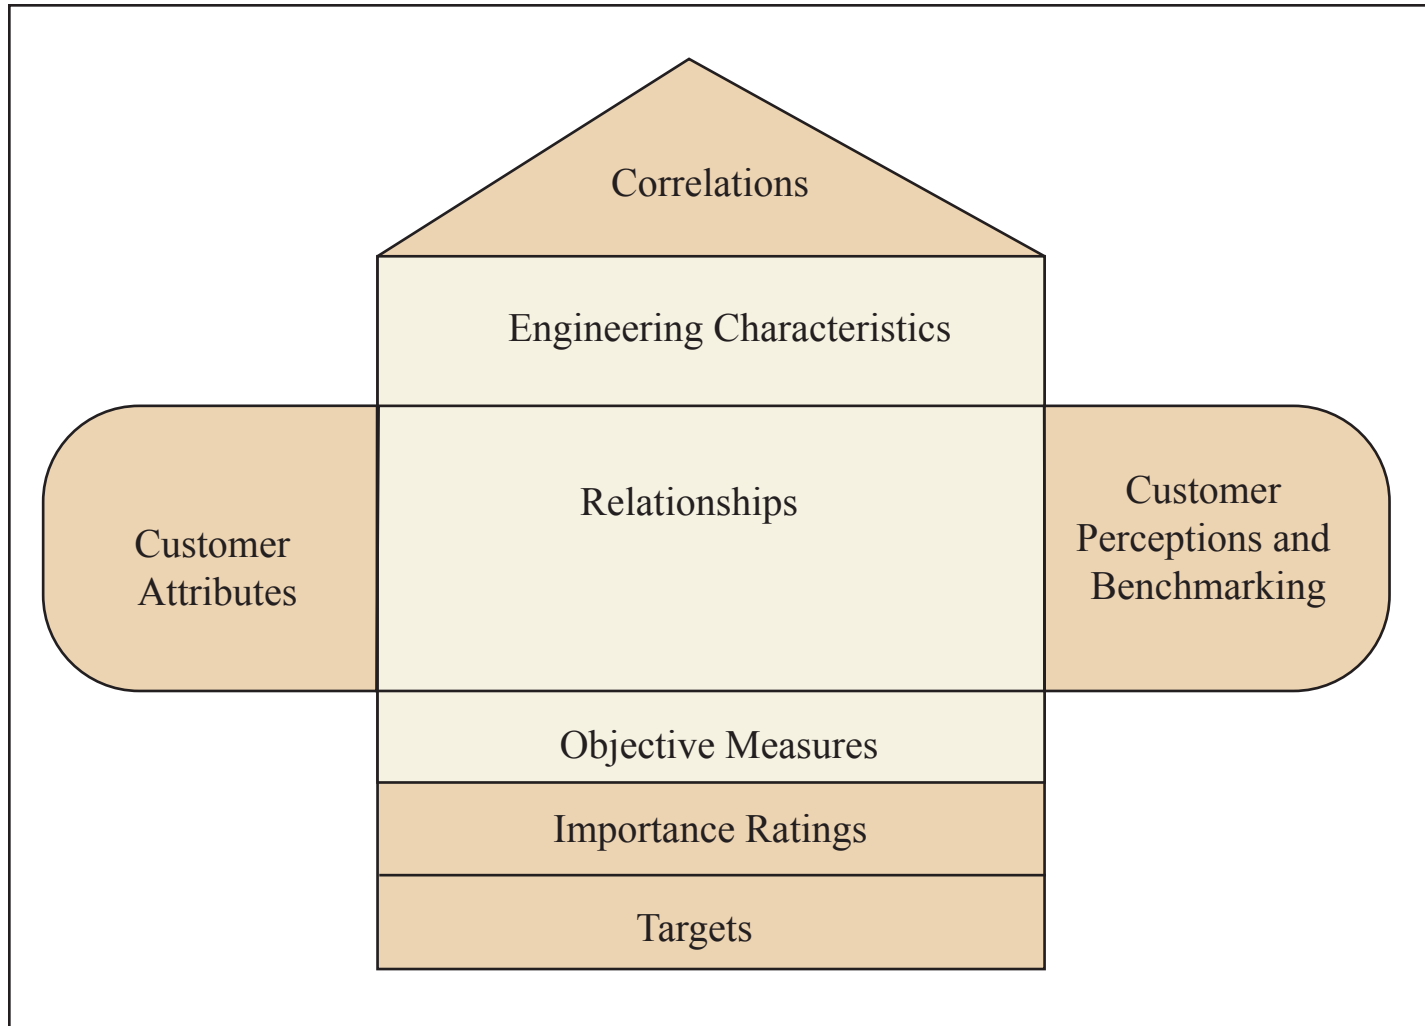 Correlations
Engineering Characteristics
Relationships
Customer
Attributes
Customer
Perceptions and
Benchmarking
Objective Measures
Importance Ratings
Targets